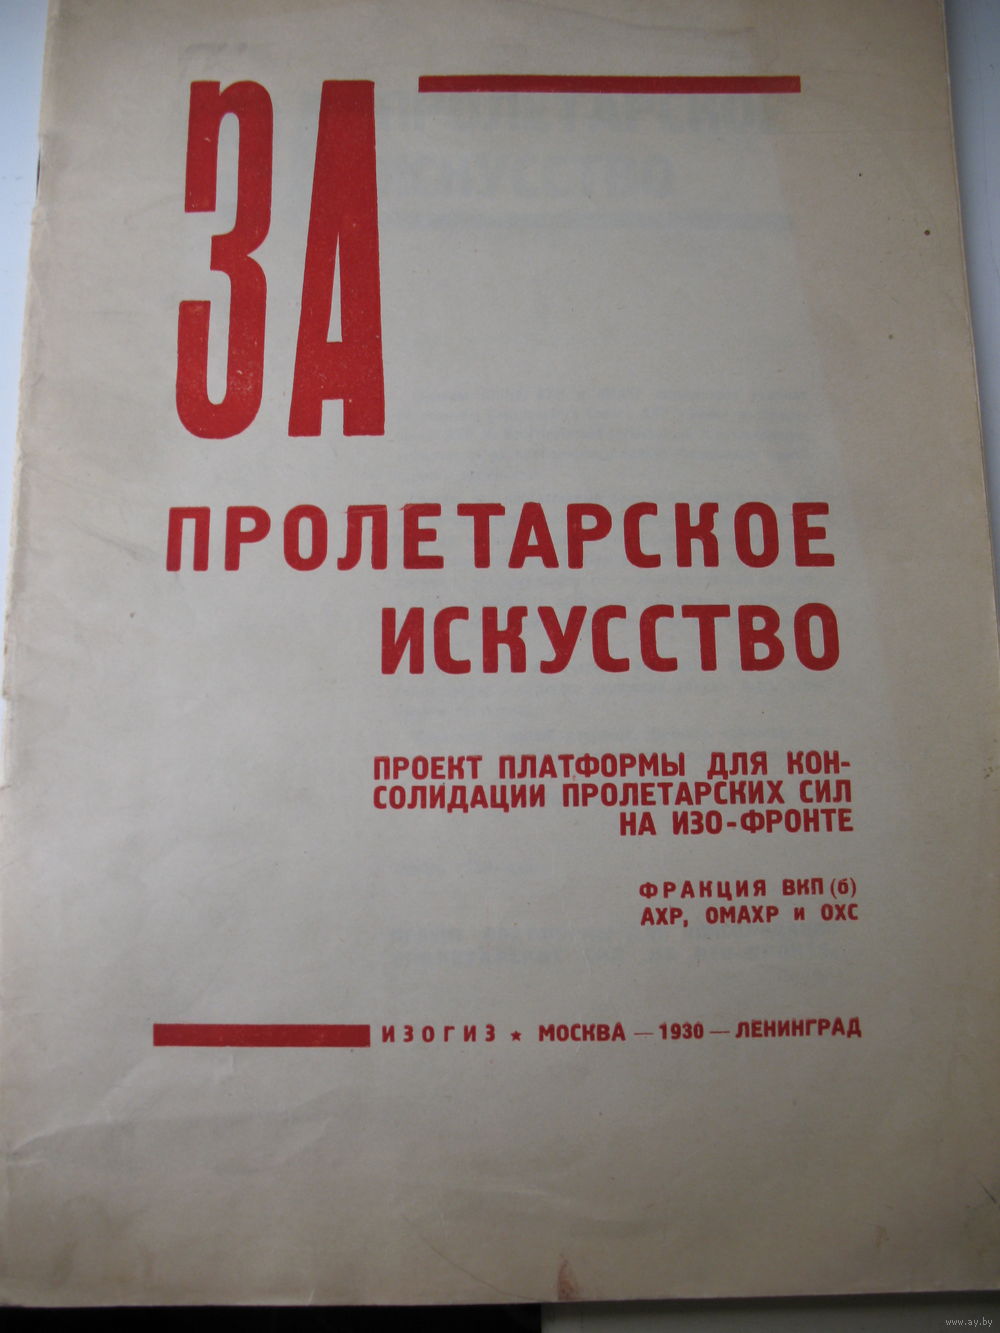 ЗА
ПРОЛЕТАРСКОЕ
ИСКУССТВО
ПРОЕКТ ПЛАТФОРМЫ ДЛЯ КОН-
СОЛИДАЦИИ ПРОЛЕТАРСКИХ СИЛ
НА ИЗО-ФРОНТЕ
ФРАКЦИЯ ВКП (б)
АХР, ОМАХР и ОХС
ИЗОГИЗ ★ МОСКВА — 1930 — ЛЕНИНГРАД
www.ay.by